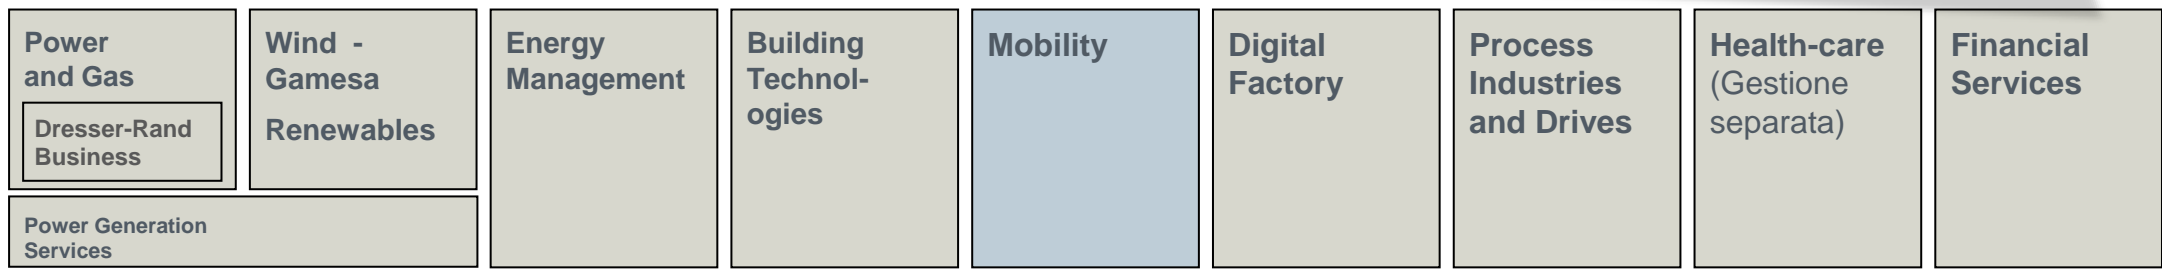 Power
and Gas
Dresser-Rand
Business
Wind  -
Gamesa
Renewables
Power Generation
Services
Energy
Management
Building
Technol-
ogies
Mobility
Digital
Factory
Process
Industries
and Drives
Health-care
(Gestione
separata)
Financial
Services